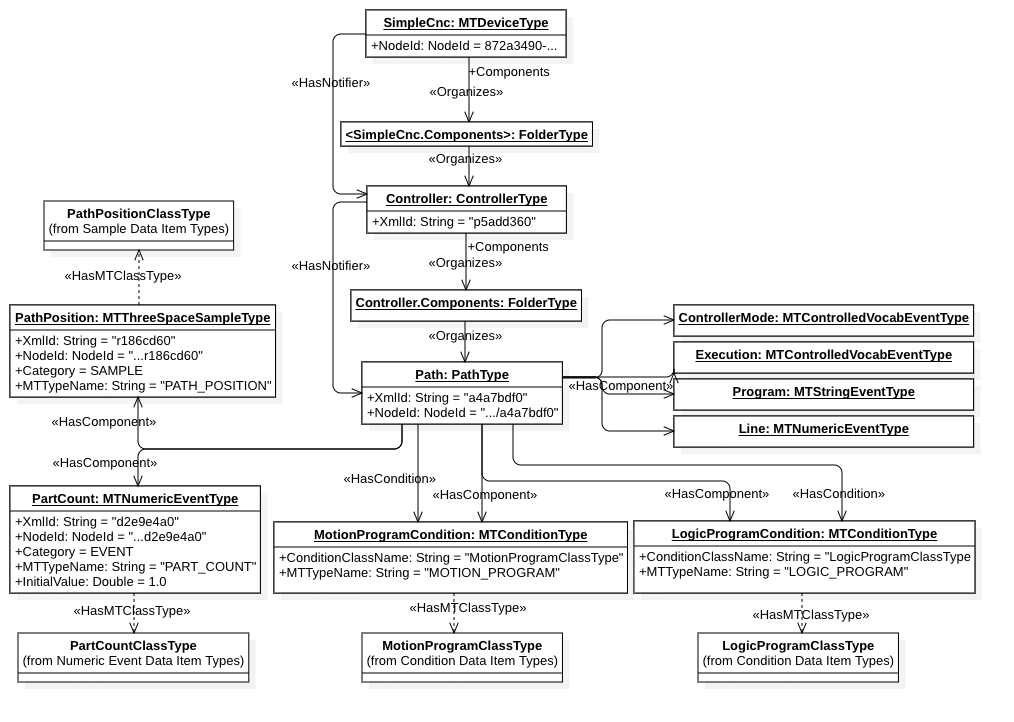 SimpleCnc: MTDeviceType
+NodeId: NodeId = 872a3490-...
«HasNotifier»
+Components
«Organizes»
<SimpleCnc.Components>: FolderType
«Organizes»
Controller: ControllerType
+XmlId: String = "p5add360"
PathPositionClassType
(from Sample Data Item Types)
«HasMTClassType»
«HasNotifier»
+Components
«Organizes»
Controller.Components: FolderType
«Organizes»
PathPosition: MTThreeSpaceSampleType
+XmlId: String = "r186cd60"
+NodeId: NodeId = "...r186cd60"
+Category = SAMPLE
+MTTypeName: String = "PATH_POSITION"
Path: PathType
+XmlId: String = "a4a7bdf0"
+NodeId: NodeId = ".../a4a7bdf0"
«HasComponent»
ControllerMode: MTControlledVocabEventType
Execution: MTControlledVocabEventType
Program: MTStringEventType
Line: MTNumericEventType
«HasComponent»
«HasComponent»
«HasCondition»
«HasComponent»
«HasComponent»
«HasCondition»
PartCount: MTNumericEventType
+XmlId: String = "d2e9e4a0"
+NodeId: NodeId = "...d2e9e4a0"
+Category = EVENT
+MTTypeName: String = "PART_COUNT"
+InitialValue: Double = 1.0
MotionProgramCondition: MTConditionType
+ConditionClassName: String = "MotionProgramClassType"
+MTTypeName: String = "MOTION_PROGRAM"
LogicProgramCondition: MTConditionType
+ConditionClassName: String = "LogicProgramClassType
+MTTypeName: String = "LOGIC_PROGRAM"
«HasMTClassType»
«HasMTClassType»
«HasMTClassType»
PartCountClassType
(from Numeric Event Data Item Types)
MotionProgramClassType
(from Condition Data Item Types)
LogicProgramClassType
(from Condition Data Item Types)